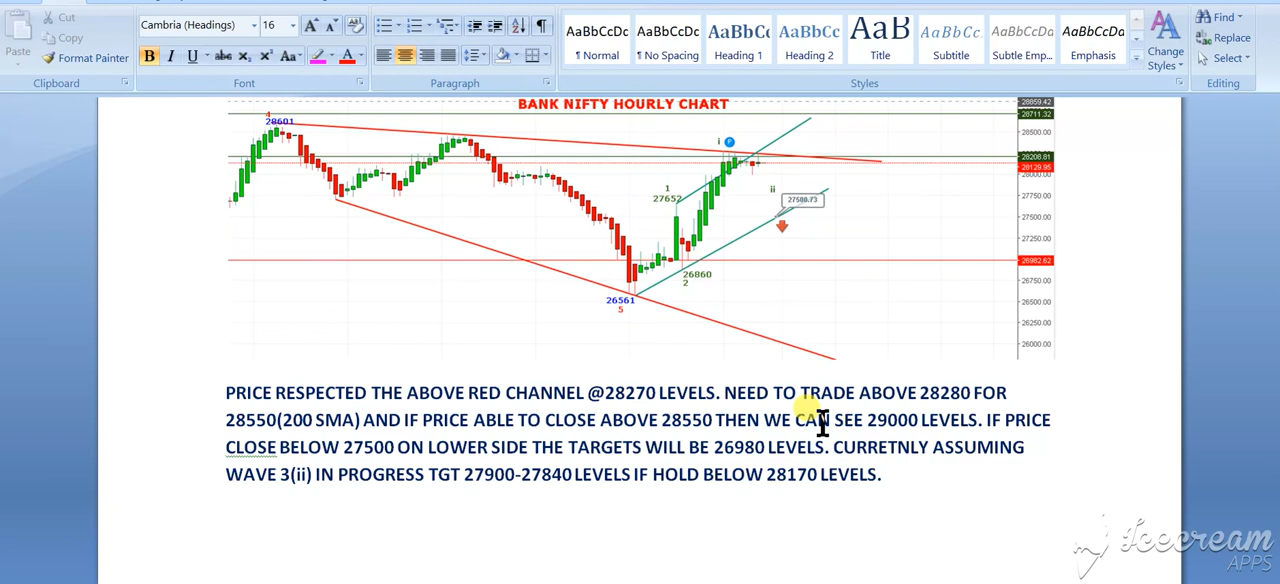 Cut
Copy
Paste
Format Painter
Clipboard
Cambria (Headings)
16
Font
Paragraph
AaBbCcDc
¶ Normal
AaBbCcDc
¶ No Spacing
AaBbCc
Heading 1
AaBbCc
Heading 2
AaB
Title
AaBbCc.
Subtitle
AaBbCcDa
Subtle Emp...
AaBbCcDa
Emphasis
Change
Styles
Styles
Find
Replace
Select
Editing
BANK NIFTY HOURLY CHART
28859.42
28711.32
28500.00
28208.81
28129.95
28000.00
27750.00
27500.00
27250.00
26982.62
26750.00
26500.00
26250.00
26000.00
4
28601
i
1
27652
ii
27500.73
26860
2
26561
5
PRICE RESPECTED THE ABOVE RED CHANNEL @28270 LEVELS. NEED TO TRADE ABOVE 28280 FOR
28550(200 SMA) AND IF PRICE ABLE TO CLOSE ABOVE 28550 THEN WE CAN SEE 29000 LEVELS. IF PRICE
CLOSE BELOW 27500 ON LOWER SIDE THE TARGETS WILL BE 26980 LEVELS. CURRETNLY ASSUMING
WAVE 3(ii) IN PROGRESS TGT 27900-27840 LEVELS IF HOLD BELOW 28170 LEVELS.
Icecream
APPS